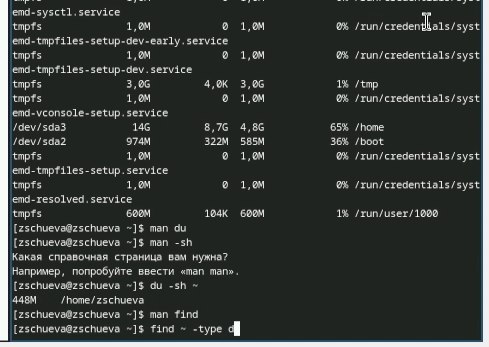 emd-sysctl.service
tmpfs 1,0M 0 1,0M 0% /run/credentials/syst
emd-tmpfiles-setup-dev-early.service
tmpfs 1,0M 0 1,0M 0% /run/credentials/syst
emd-tmpfiles-setup-dev.service
tmpfs 3,0G 4,0K 3,0G 1% /tmp
tmpfs 1,0M 0 1,0M 0% /run/credentials/syst
emd-vconsole-setup.service
/dev/sda3 14G 8,7G 4,8G 65% /home
/dev/sda2 974M 322M 585M 36% /boot
tmpfs 1,0M 0 1,0M 0% /run/credentials/syst
emd-tmpfiles-setup.service
tmpfs 1,0M 0 1,0M 0% /run/credentials/syst
emd-resolved.service
tmpfs 600M 104K 600M 1% /run/user/1000
[zschueva@zschueva ~]$ man du
[zschueva@zschueva ~]$ man -sh
Какая справочная страница вам нужна?
Например, попробуйте ввести «man man».
[zschueva@zschueva ~]$ du -sh ~
448M /home/zschueva
[zschueva@zschueva ~]$ man find
[zschueva@zschueva ~]$ find ~ -type d